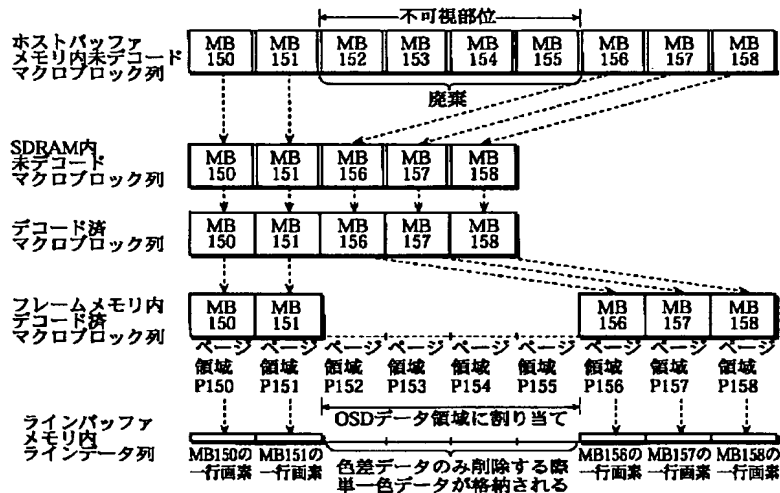 不可視部位
ホストバッファ
メモリ内未デコード
マクロブロック列
MB 150 MB 151 MB 152 MB 153 MB 154 MB 155 MB 156 MB 157 MB 158
廃棄
SDRAM内
未デコード
マクロブロック列
MB 150 MB 151 MB 156 MB 157 MB 158
デコード済
マクロブロック列
MB 150 MB 151 MB 156 MB 157 MB 158
フレームメモリ内
デコード済
マクロブロック列
MB 150 MB 151 MB 156 MB 157 MB 158
ページ ページ ページ ページ ページ ページ ページ ページ ページ
領域 領域 領域 領域 領域 領域 領域 領域 領域
P150 P151 P152 P153 P154 P155 P156 P157 P158
OSDデータ領域に割り当て
ラインバッファ
メモリ内
ラインデータ列
MB150の MB151の MB156の MB157の MB158の
一行画素 一行画素 一行画素 一行画素 一行画素
色差データのみ削除する際
単一色データが格納される